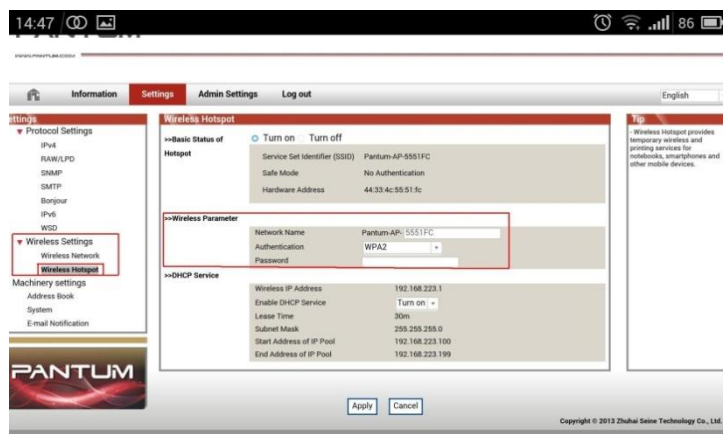 14:47
86
PANTUM
WWW.PANTUM.COM
Information Settings Admin Settings Log out English
ettings
▼ Protocol Settings
IPv4
RAW/LPD
SNMP
SMTP
Bonjour
IPv6
WSD
▼ Wireless Settings
Wireless Network
Wireless Hotspot
Machinery settings
Address Book
System
E-mail Notification
PANTUM
Wireless Hotspot
>>Basic Status of Hotspot
Turn on Turn off
Service Set Identifier (SSID) Pantum-AP-5551FC
Safe Mode No Authentication
Hardware Address 44:33:4c:55:51:fc
>>Wireless Parameter
Network Name Pantum-AP- 5551FC
Authentication WPA2
Password
>>DHCP Service
Wireless IP Address 192.168.223.1
Enable DHCP Service Turn on
Lease Time 30m
Subnet Mask 255.255.255.0
Start Address of IP Pool 192.168.223.100
End Address of IP Pool 192.168.223.199
Apply Cancel
Tip
- Wireless Hotspot provides
temporary wireless and
printing services for
notebooks, smartphones and
other mobile devices.
Copyright © 2013 Zhuhai Seine Technology Co., Ltd.